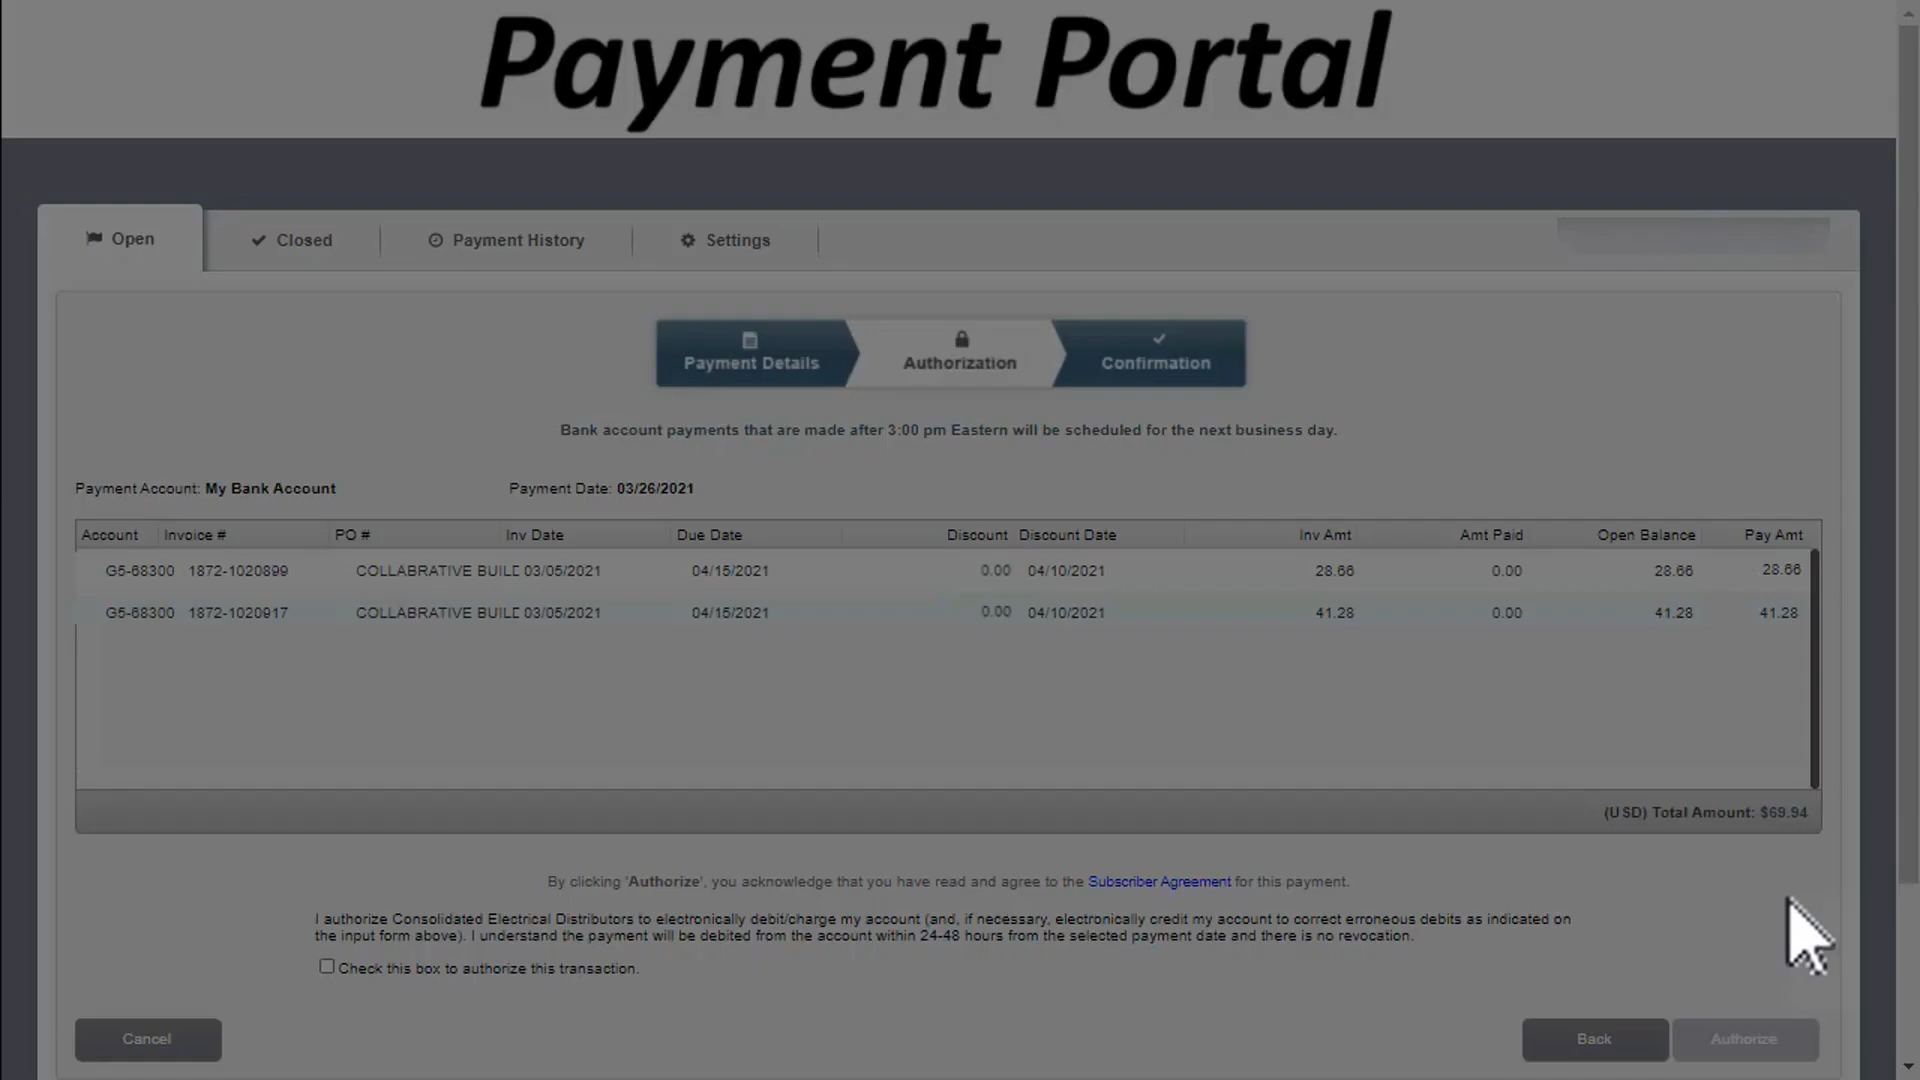 Payment Portal
Open
Closed
Payment History
Settings
Payment Details
Authorization
Confirmation
Bank account payments that are made after 3:00 pm Eastern will be scheduled for the next business day.
Payment Account: My Bank Account Payment Date: 03/26/2021
Account Invoice # PO # Inv Date Due Date Discount Discount Date Inv Amt Amt Paid Open Balance Pay Amt
G5-68300 1872-1020899 COLLABRATIVE BUILD 03/05/2021 04/15/2021 0.00 04/10/2021 28.66 0.00 28.66 28.66
G5-68300 1872-1020917 COLLABRATIVE BUILD 03/05/2021 04/15/2021 0.00 04/10/2021 41.28 0.00 41.28 41.28
(USD) Total Amount: $69.94
By clicking 'Authorize', you acknowledge that you have read and agree to the Subscriber Agreement for this payment.
I authorize Consolidated Electrical Distributors to electronically debit/charge my account (and, if necessary, electronically credit my account to correct erroneous debits as indicated on
the input form above). I understand the payment will be debited from the account within 24-48 hours from the selected payment date and there is no revocation.
Check this box to authorize this transaction.
Cancel
Back
Authorize